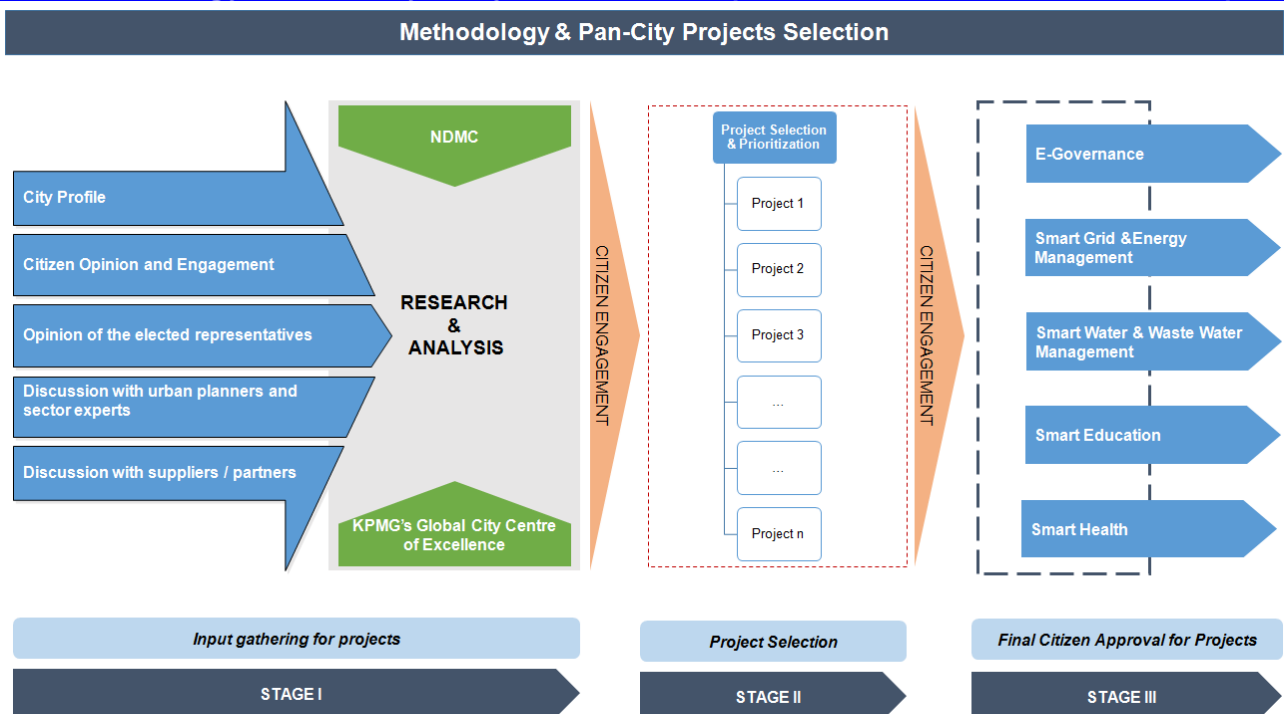 Methodology & Pan-City Projects Selection
City Profile
Citizen Opinion and Engagement
Opinion of the elected representatives
Discussion with urban planners and
sector experts
Discussion with suppliers / partners
NDMC
RESEARCH
&
ANALYSIS
KPMG's Global City Centre
of Excellence
CITIZEN ENGAGEMENT
Project Selection
& Prioritization
Project 1
Project 2
Project 3
...
...
Project n
CITIZEN ENGAGEMENT
E-Governance
Smart Grid &Energy
Management
Smart Water & Waste Water
Management
Smart Education
Smart Health
Input gathering for projects
Project Selection
Final Citizen Approval for Projects
STAGE I
STAGE II
STAGE III